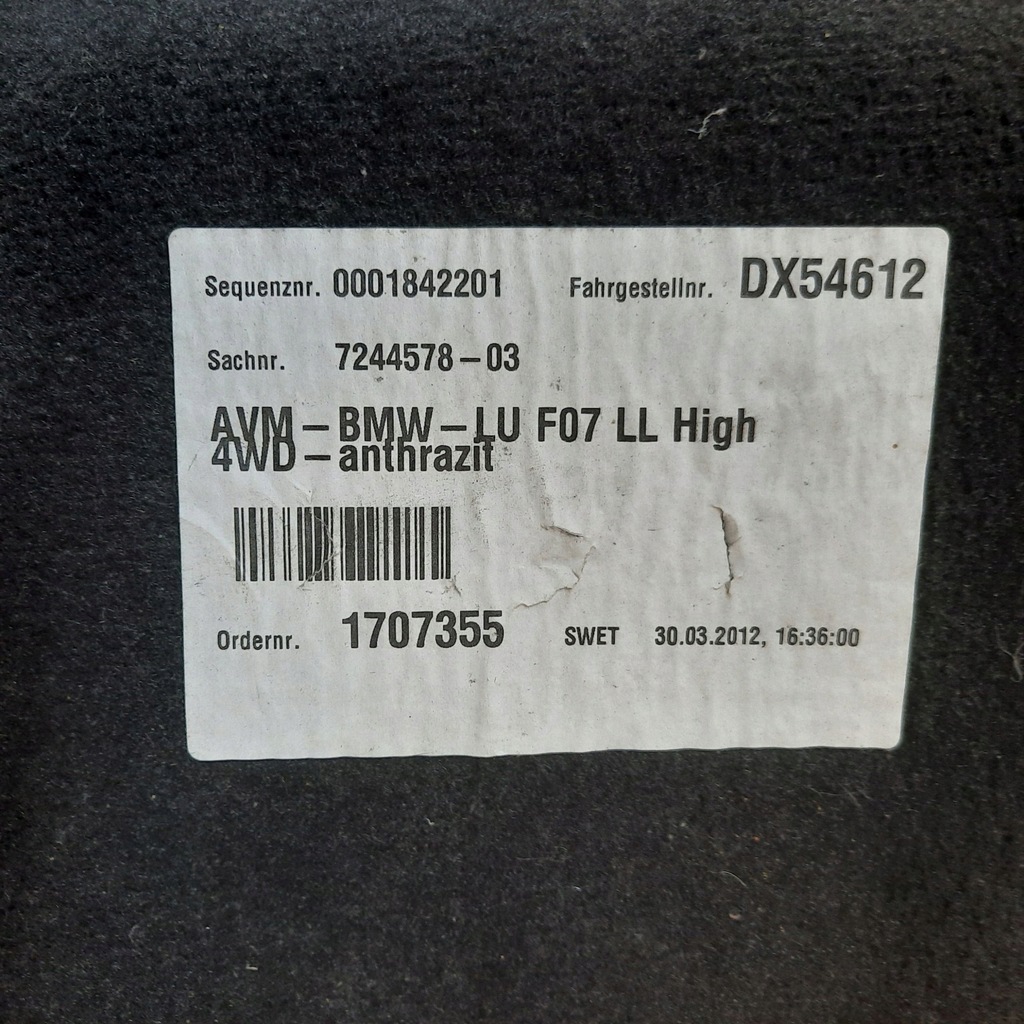 Sequenznr. 0001842201 Fahrgestellnr. DX54612
Sachnr. 7244578-03
AVM-BMW-LU F07 LL High
4WD-anthrazit
Ordernr. 1707355 SWET 30.03.2012, 16:36:00